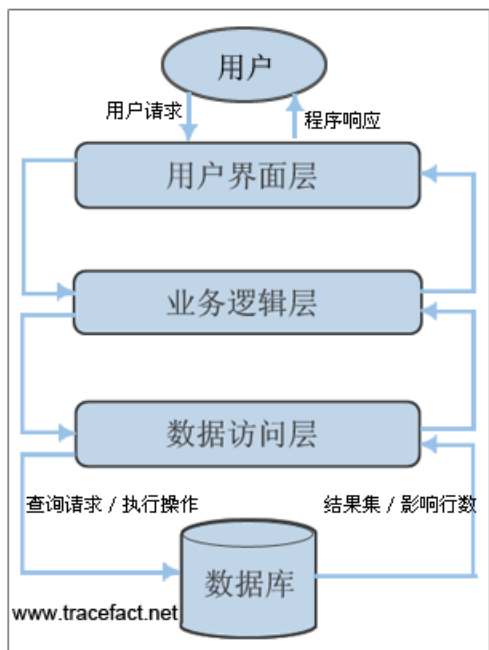 用户
用户请求
程序响应
用户界面层
业务逻辑层
数据访问层
查询请求 / 执行操作
结果集 / 影响行数
数据库
www.tracefact.net